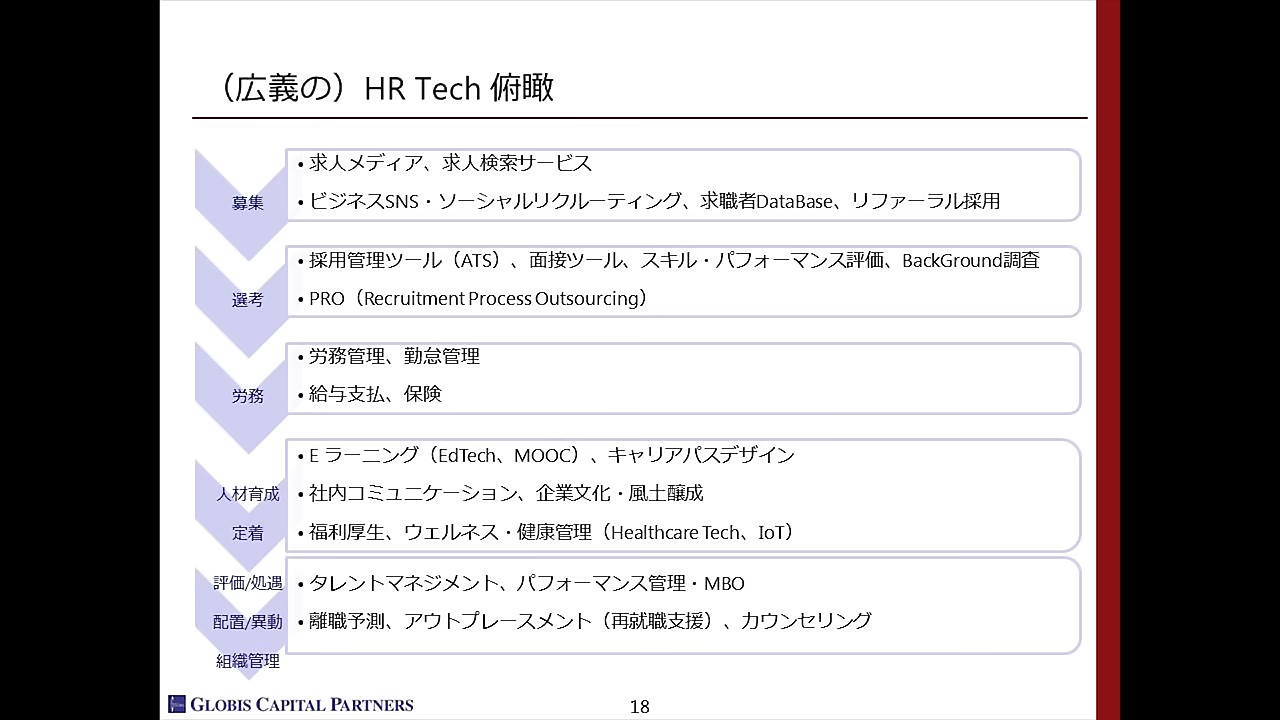 （広義の）HR Tech 俯瞰
募集
• 求人メディア、求人検索サービス
• ビジネスSNS・ソーシャルリクルーティング、求職者DataBase、リファーラル採用
選考
• 採用管理ツール（ATS）、面接ツール、スキル・パフォーマンス評価、BackGround調査
• PRO（Recruitment Process Outsourcing）
労務
• 労務管理、勤怠管理
• 給与支払、保険
人材育成
定着
• E ラーニング（EdTech、MOOC）、キャリアパスデザイン
• 社内コミュニケーション、企業文化・風土醸成
• 福利厚生、ウェルネス・健康管理（Healthcare Tech、IoT）
評価/処遇
配置/異動
組織管理
• タレントマネジメント、パフォーマンス管理・MBO
• 離職予測、アウトプレースメント（再就職支援）、カウンセリング
GLOBIS CAPITAL PARTNERS
18